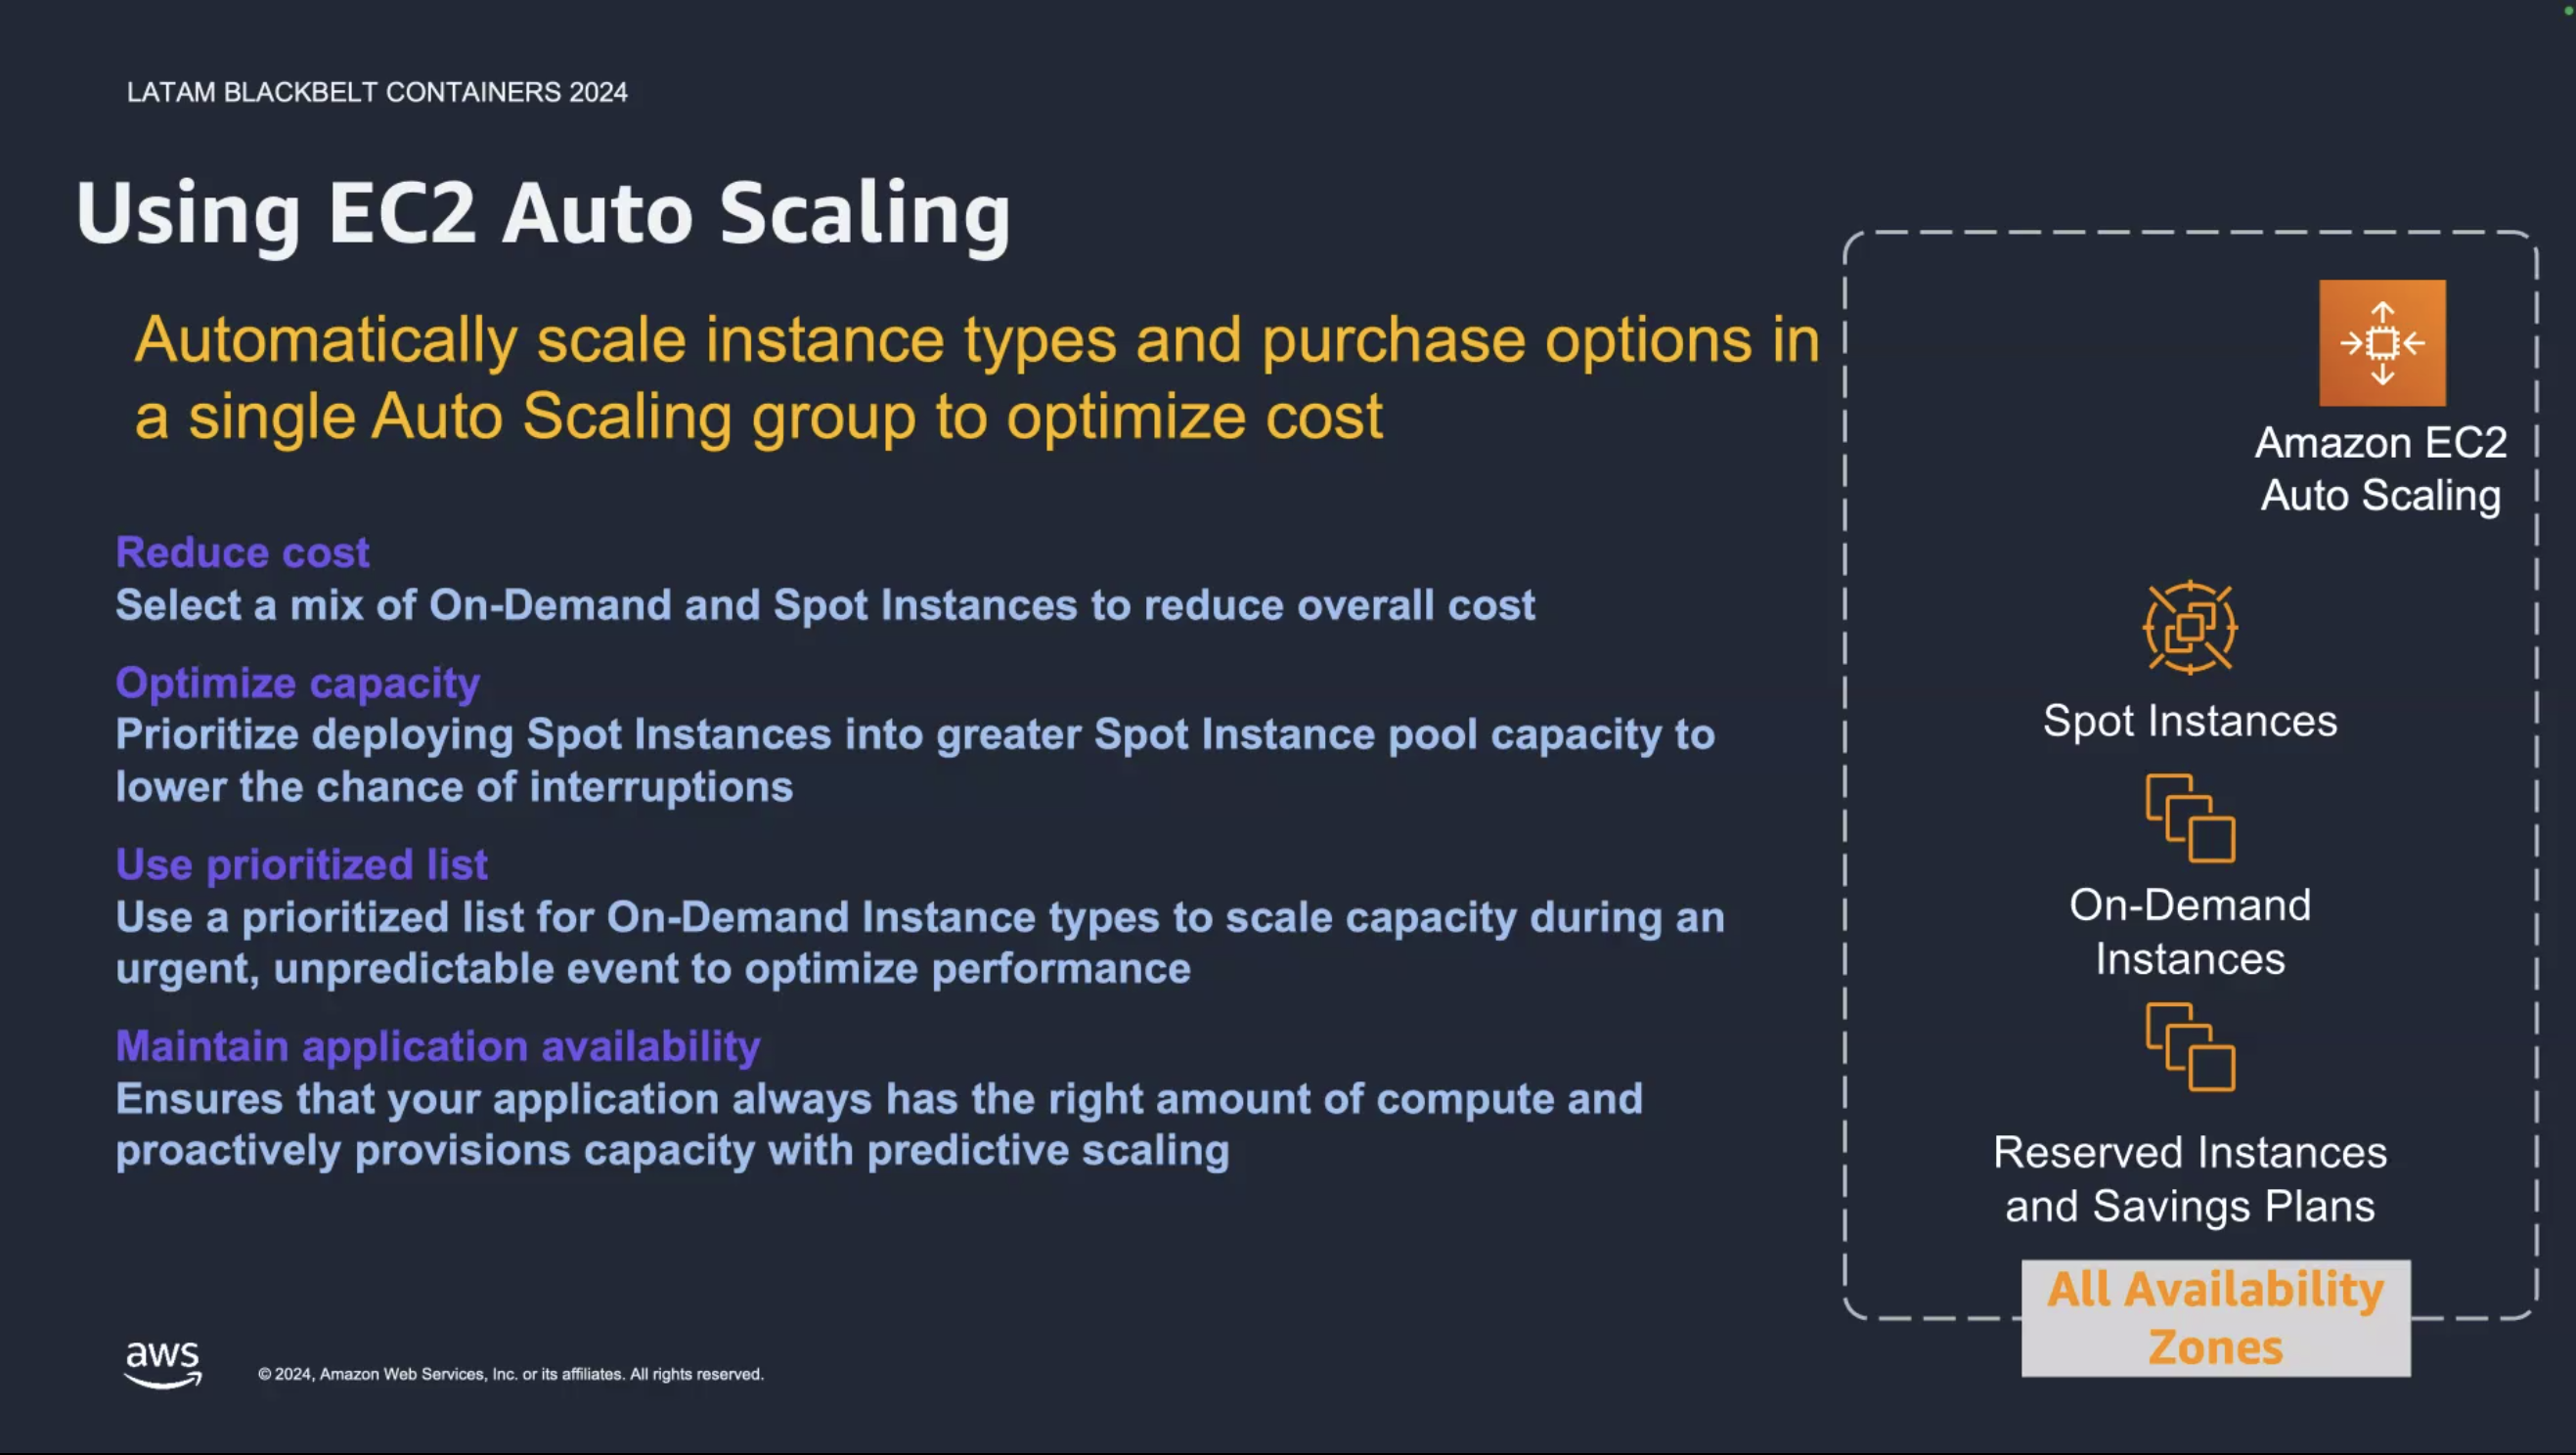 LATAM BLACKBELT CONTAINERS 2024
Using EC2 Auto Scaling
Automatically scale instance types and purchase options in
a single Auto Scaling group to optimize cost
Reduce cost
Select a mix of On-Demand and Spot Instances to reduce overall cost
Optimize capacity
Prioritize deploying Spot Instances into greater Spot Instance pool capacity to
lower the chance of interruptions
Use prioritized list
Use a prioritized list for On-Demand Instance types to scale capacity during an
urgent, unpredictable event to optimize performance
Maintain application availability
Ensures that your application always has the right amount of compute and
proactively provisions capacity with predictive scaling
Amazon EC2
Auto Scaling
Spot Instances
On-Demand
Instances
Reserved Instances
and Savings Plans
All Availability
Zones
aws
© 2024, Amazon Web Services, Inc. or its affiliates. All rights reserved.